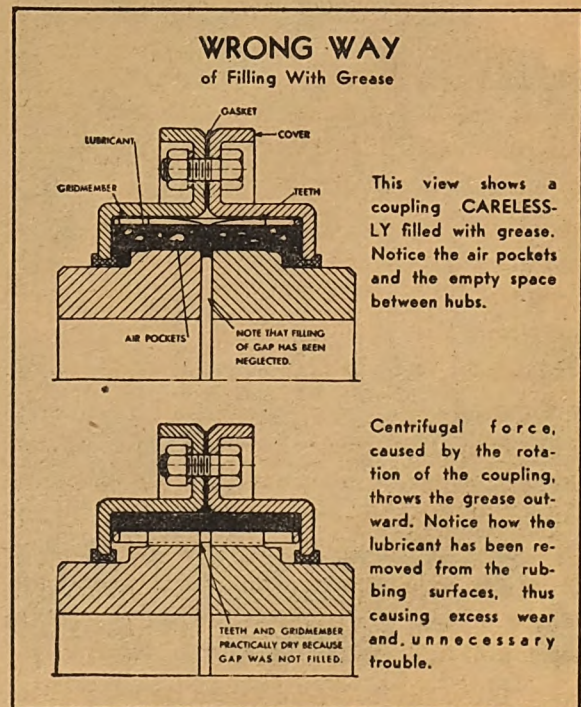 WRONG WAY
of Filling With Grease
GASKET
COVER
LUBRICANT
GRIDMEMBER
TEETH
AIR POCKETS
NOTE THAT FILLING
OF GAP HAS BEEN
NEGLECTED.
This view shows a
coupling CARELESS-
LY filled with grease.
Notice the air pockets
and the empty space
between hubs.
TEETH AND GRIDMEMBER
PRACTICALLY DRY BECAUSE
GAP WAS NOT FILLED.
Centrifugal force,
caused by the rota-
tion of the coupling,
throws the grease out-
ward. Notice how the
lubricant has been re-
moved from the rub-
bing surfaces, thus
causing excess wear
and unnecessary
trouble.